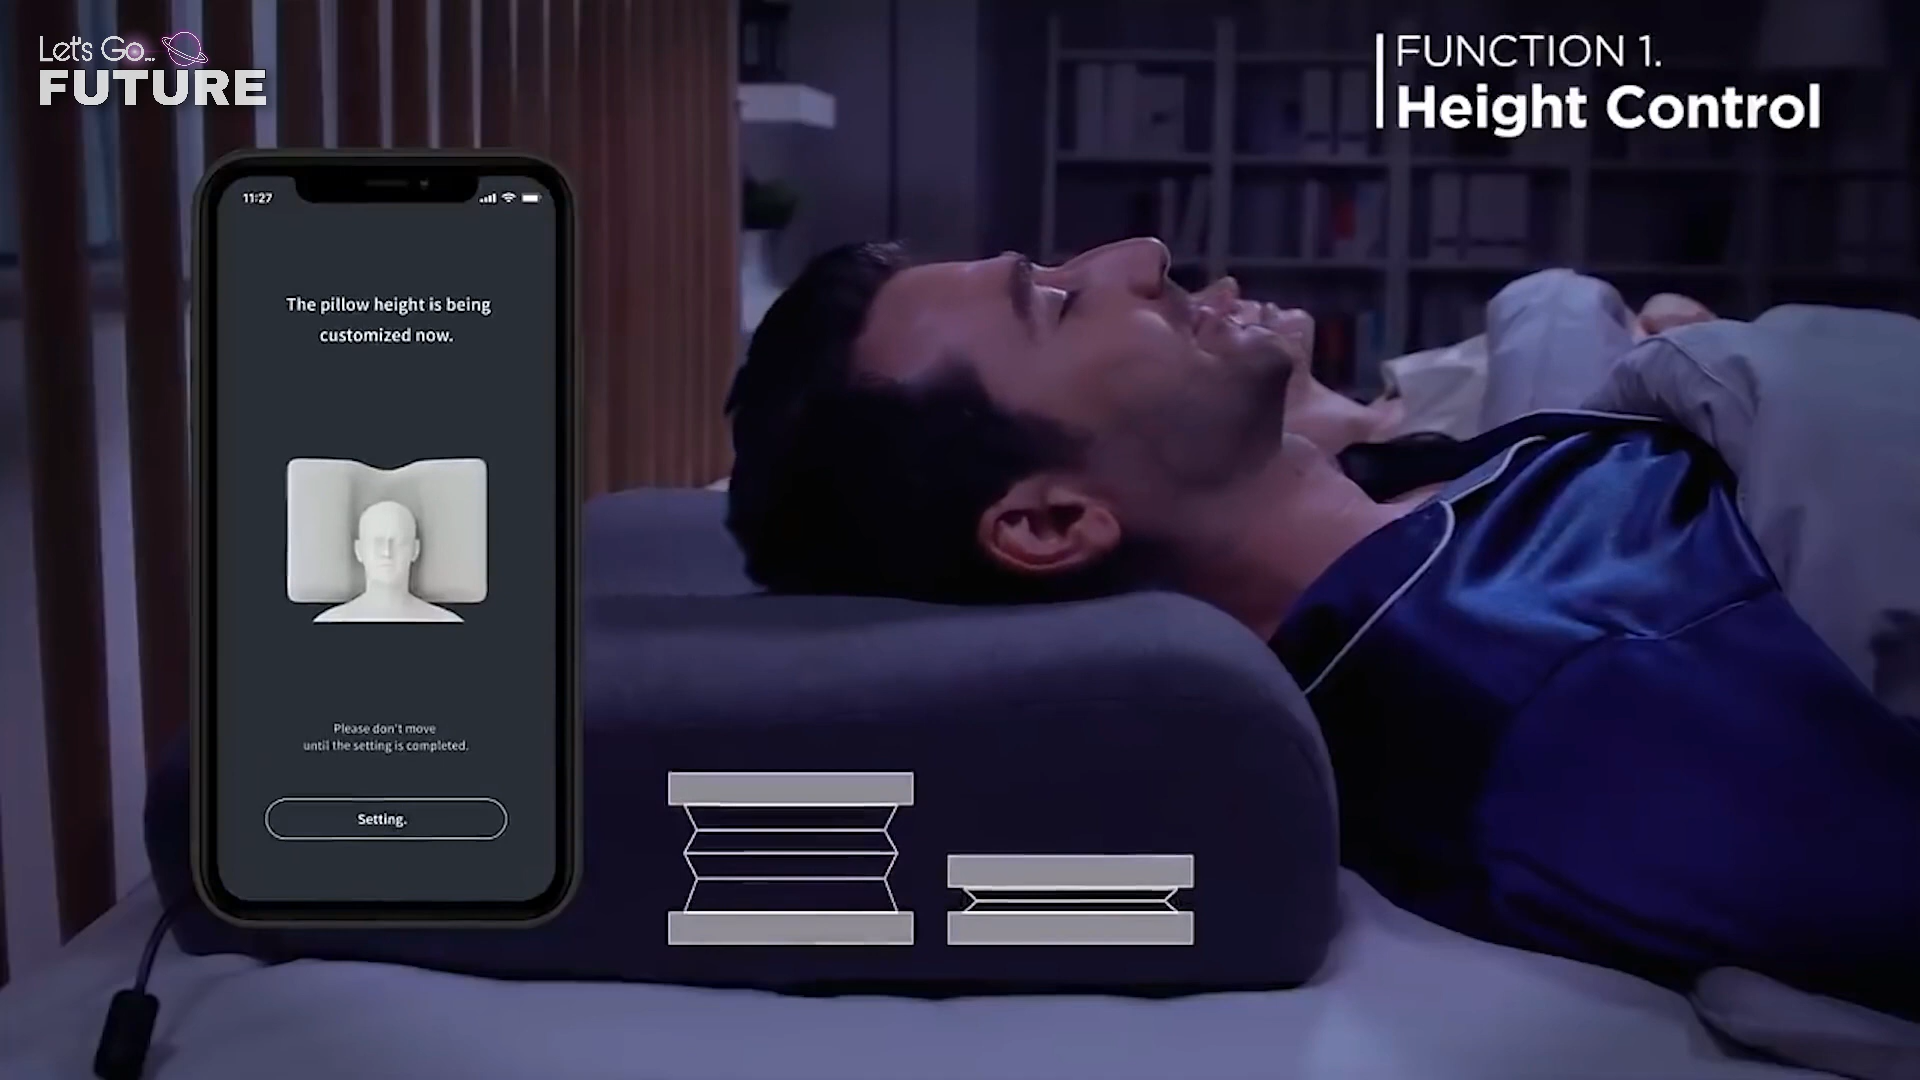 Let's Go...
FUTURE
FUNCTION 1.
Height Control
11:27
The pillow height is being
customized now.
Please don't move
until the setting is completed.
Setting.